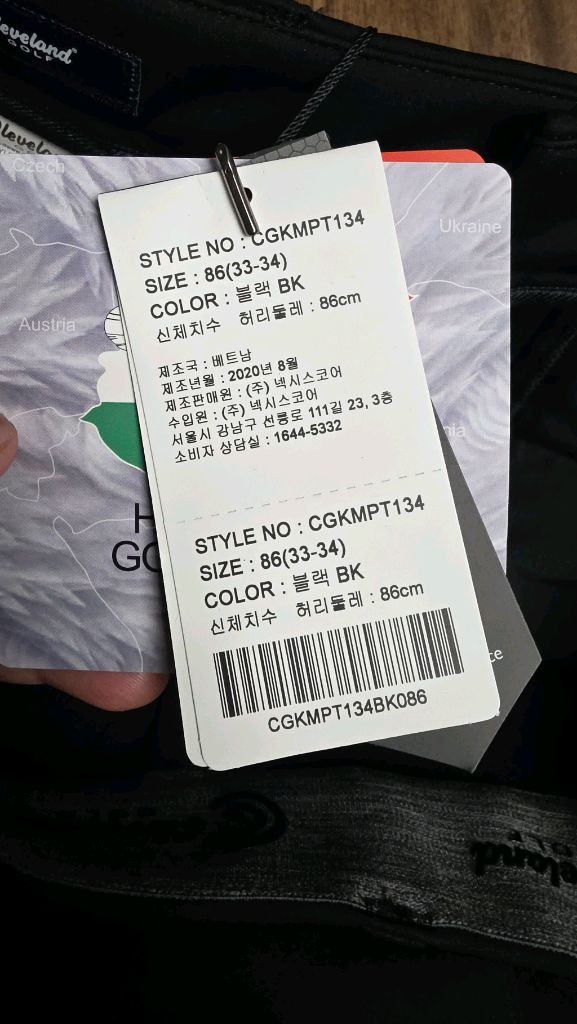 Cleveland
GOLF
Czech
Ukraine
Austria
STYLE NO : CGKMPT134
SIZE : 86(33-34)
COLOR : 블랙 BK
신체치수 허리둘레 : 86cm
제조국 : 베트남
제조년월 : 2020년 8월
제조판매원 : (주) 넥시스코어
수입원 : (주) 넥시스코어
서울시 강남구 선릉로 111길 23, 3층
소비자 상담실 : 1644-5332
STYLE NO : CGKMPT134
SIZE : 86(33-34)
COLOR : 블랙 BK
신체치수 허리둘레 : 86cm
CGKMPT134BK086